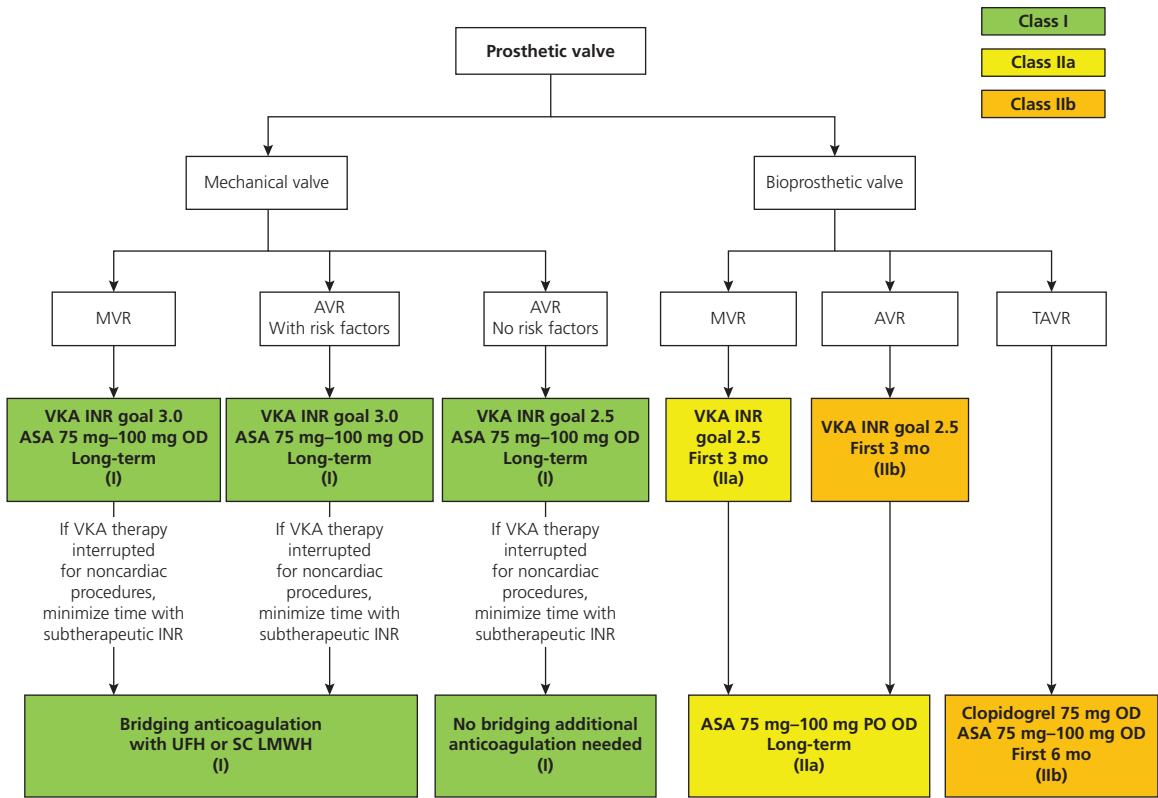 Class I
Class IIa
Class IIb
Prosthetic valve
Mechanical valve
Bioprosthetic valve
MVR
AVR
With risk factors
AVR
No risk factors
MVR
AVR
TAVR
VKA INR goal 3.0
ASA 75 mg–100 mg OD
Long-term
(I)
VKA INR goal 3.0
ASA 75 mg–100 mg OD
Long-term
(I)
VKA INR goal 2.5
ASA 75 mg–100 mg OD
Long-term
(I)
VKA INR
goal 2.5
First 3 mo
(IIa)
VKA INR goal 2.5
First 3 mo
(IIb)
If VKA therapy
interrupted
for noncardiac
procedures,
minimize time with
subtherapeutic INR
If VKA therapy
interrupted
for noncardiac
procedures,
minimize time with
subtherapeutic INR
If VKA therapy
interrupted
for noncardiac
procedures,
minimize time with
subtherapeutic INR
Bridging anticoagulation
with UFH or SC LMWH
(I)
No bridging additional
anticoagulation needed
(I)
ASA 75 mg–100 mg PO OD
Long-term
(IIa)
Clopidogrel 75 mg OD
ASA 75 mg–100 mg OD
First 6 mo
(IIb)